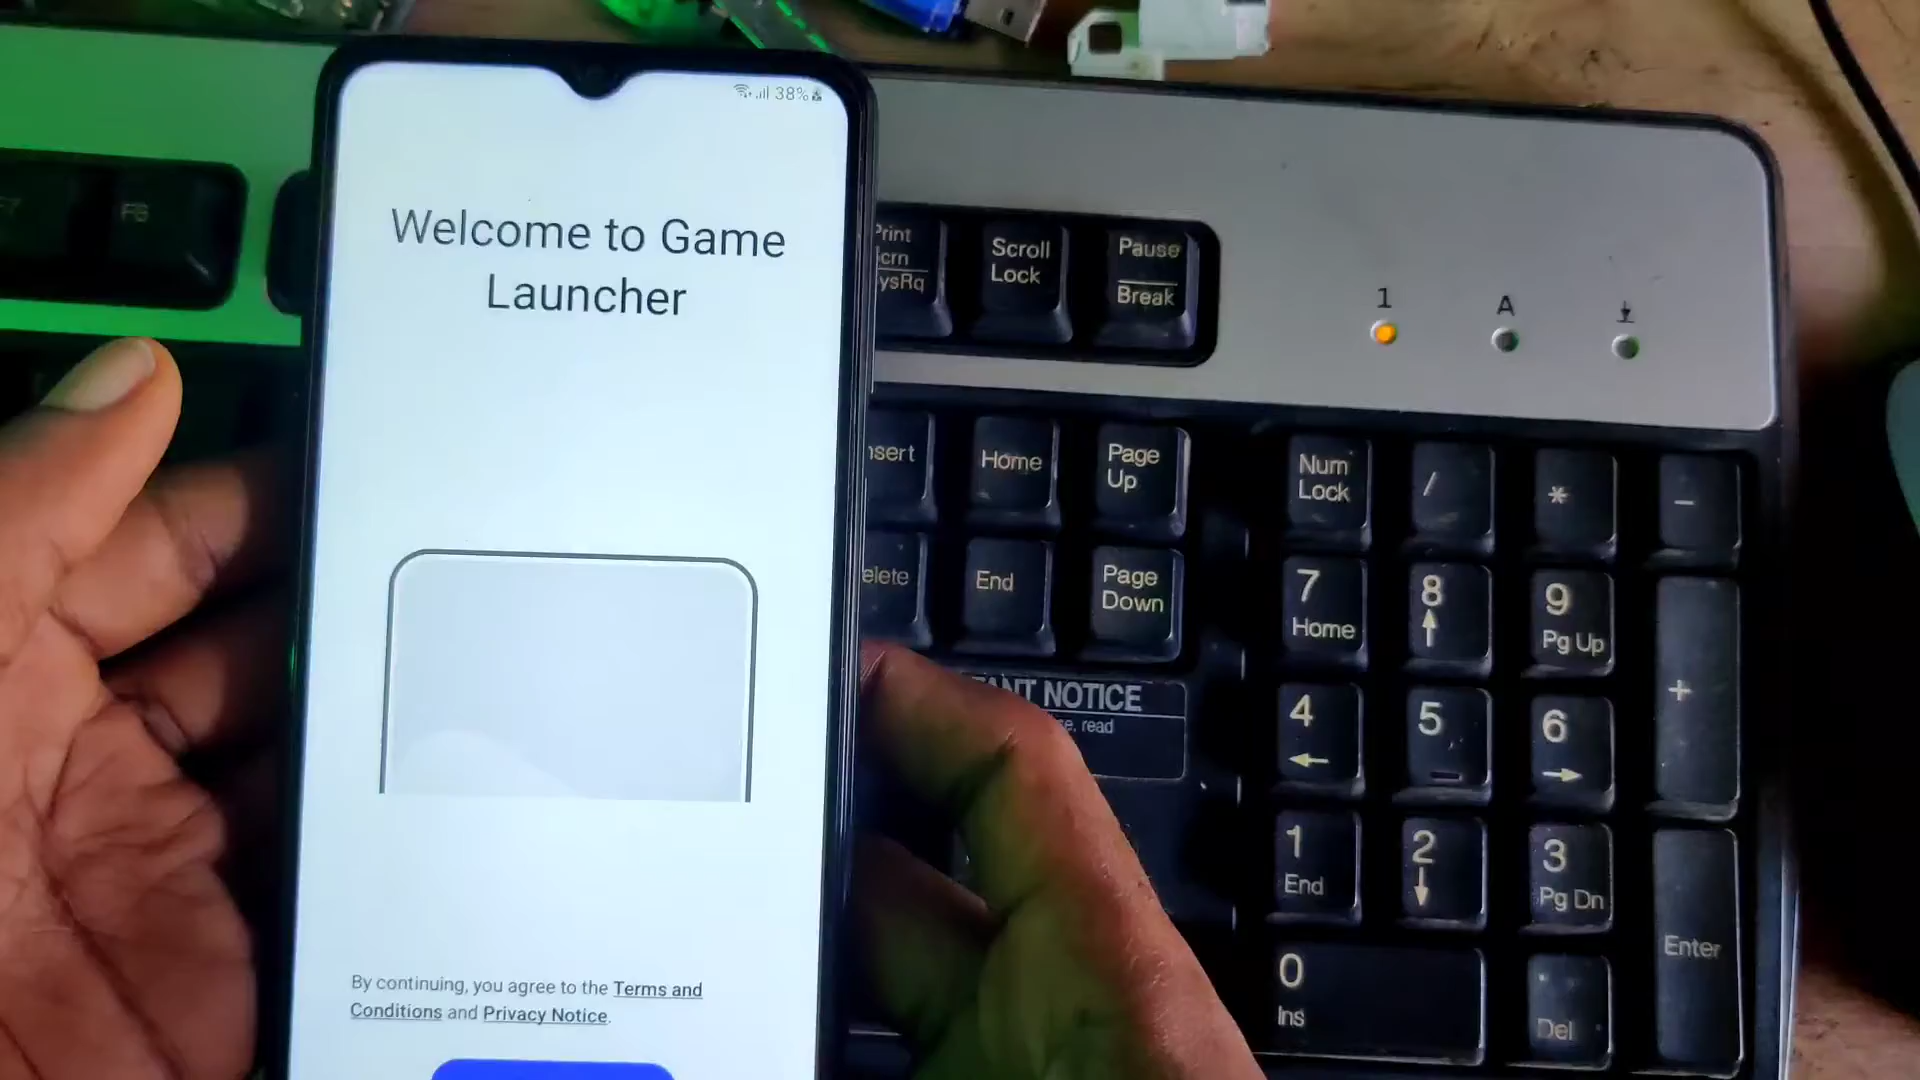 38%
Welcome to Game
Launcher
By continuing, you agree to the Terms and
Conditions and Privacy Notice.
F8
Scroll
Lock
Pause
Break
1
A
Home
Page
Up
End
Page
Down
NOTICE
read
Num
Lock
/
*
-
7
Home
8
9
Pg Up
+
4
5
6
1
End
2
3
Pg Dn
Enter
0
Ins
Del